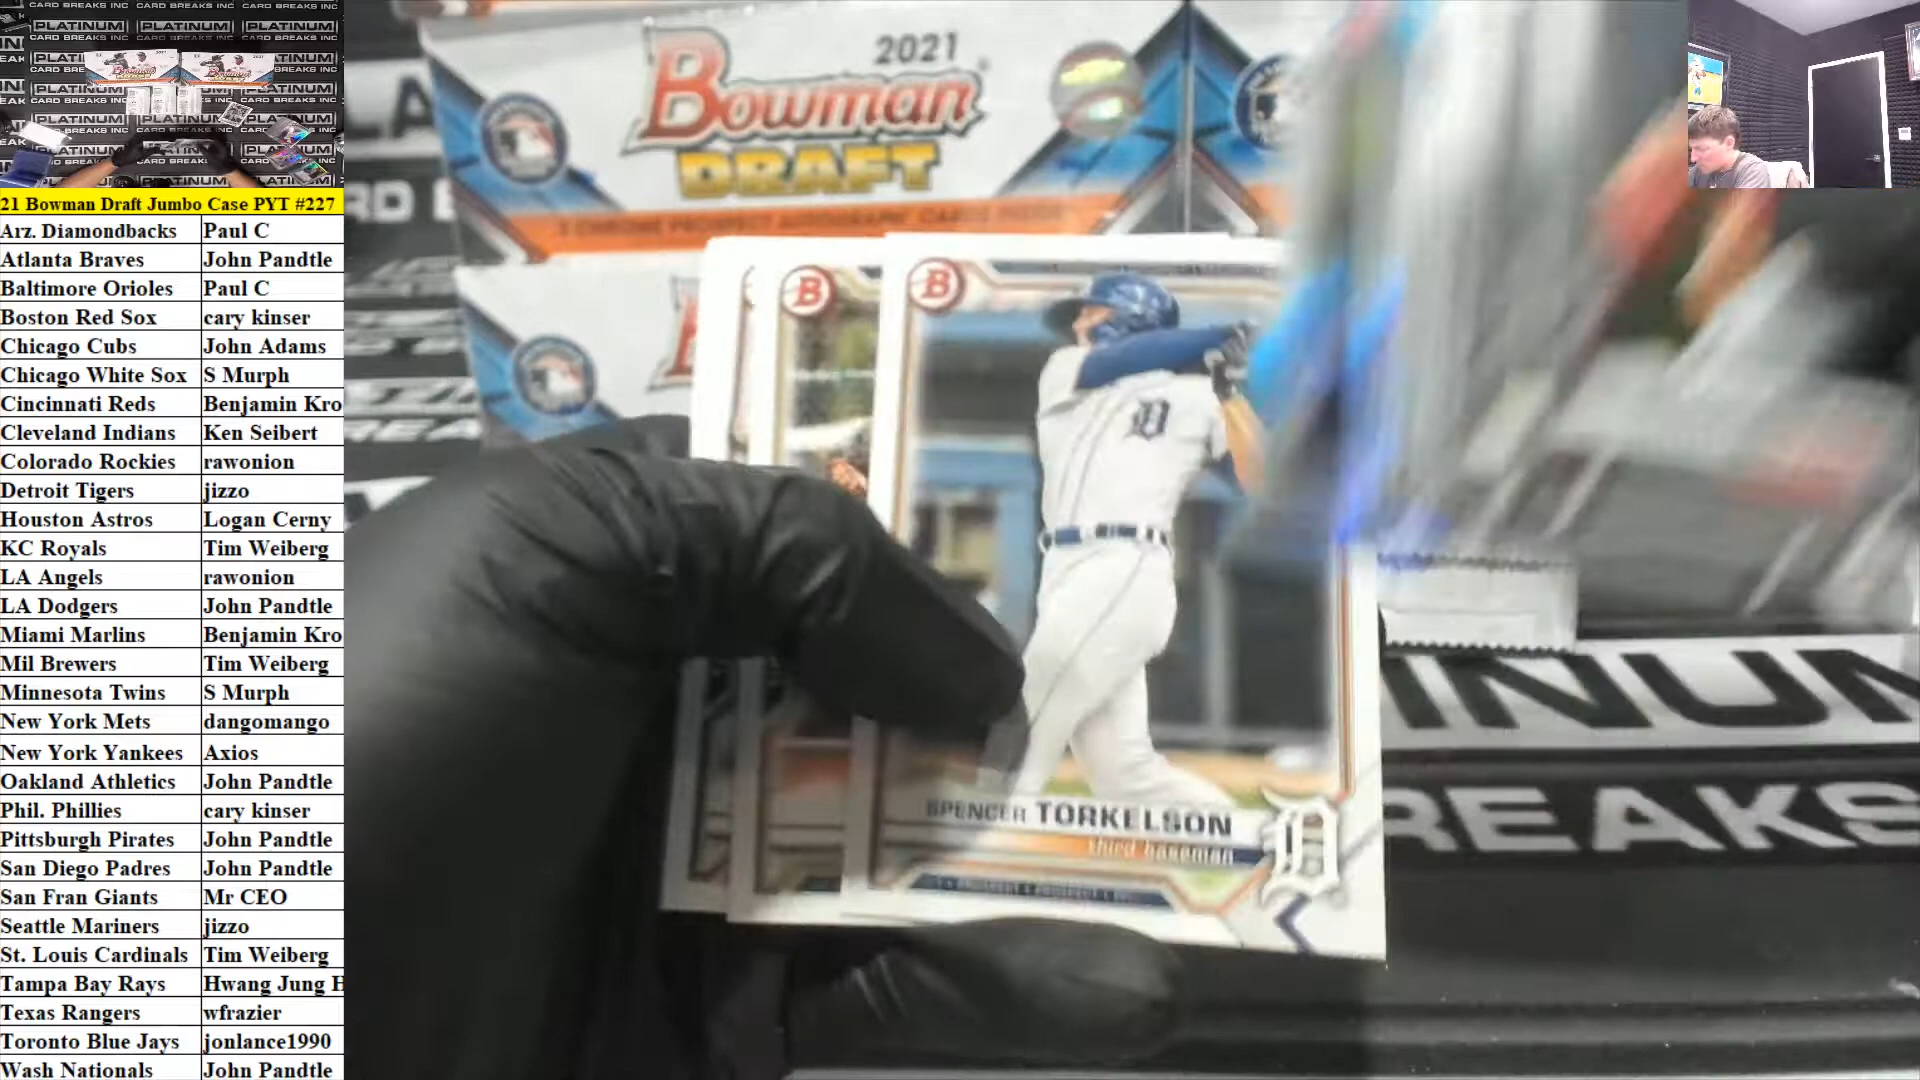 21 Bowman Draft Jumbo Case PYT #227
Arz. Diamondbacks Paul C
Atlanta Braves John Pandtle
Baltimore Orioles Paul C
Boston Red Sox cary kinser
Chicago Cubs John Adams
Chicago White Sox S Murph
Cincinnati Reds Benjamin Kro
Cleveland Indians Ken Seibert
Colorado Rockies rawonion
Detroit Tigers jizzo
Houston Astros Logan Cerny
KC Royals Tim Weiberg
LA Angels rawonion
LA Dodgers John Pandtle
Miami Marlins Benjamin Kro
Mil Brewers Tim Weiberg
Minnesota Twins S Murph
New York Mets dangomango
New York Yankees Axios
Oakland Athletics John Pandtle
Phil. Phillies cary kinser
Pittsburgh Pirates John Pandtle
San Diego Padres John Pandtle
San Fran Giants Mr CEO
Seattle Mariners jizzo
St. Louis Cardinals Tim Weiberg
Tampa Bay Rays Hwang Jung H
Texas Rangers wfrazier
Toronto Blue Jays jonlance1990
Wash Nationals John Pandtle
2021
Bowman
DRAFT
B
B
D
SPENCER TORKELSON
third baseman
D
INUM
REAKS
PLATINUM PLATINUM PLATINUM
CARD BREAKS INC